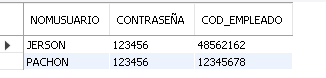 NOMUSUARIO CONTRASEÑA COD_EMPLEADO
JERSON 123456 48562162
PACHON 123456 12345678